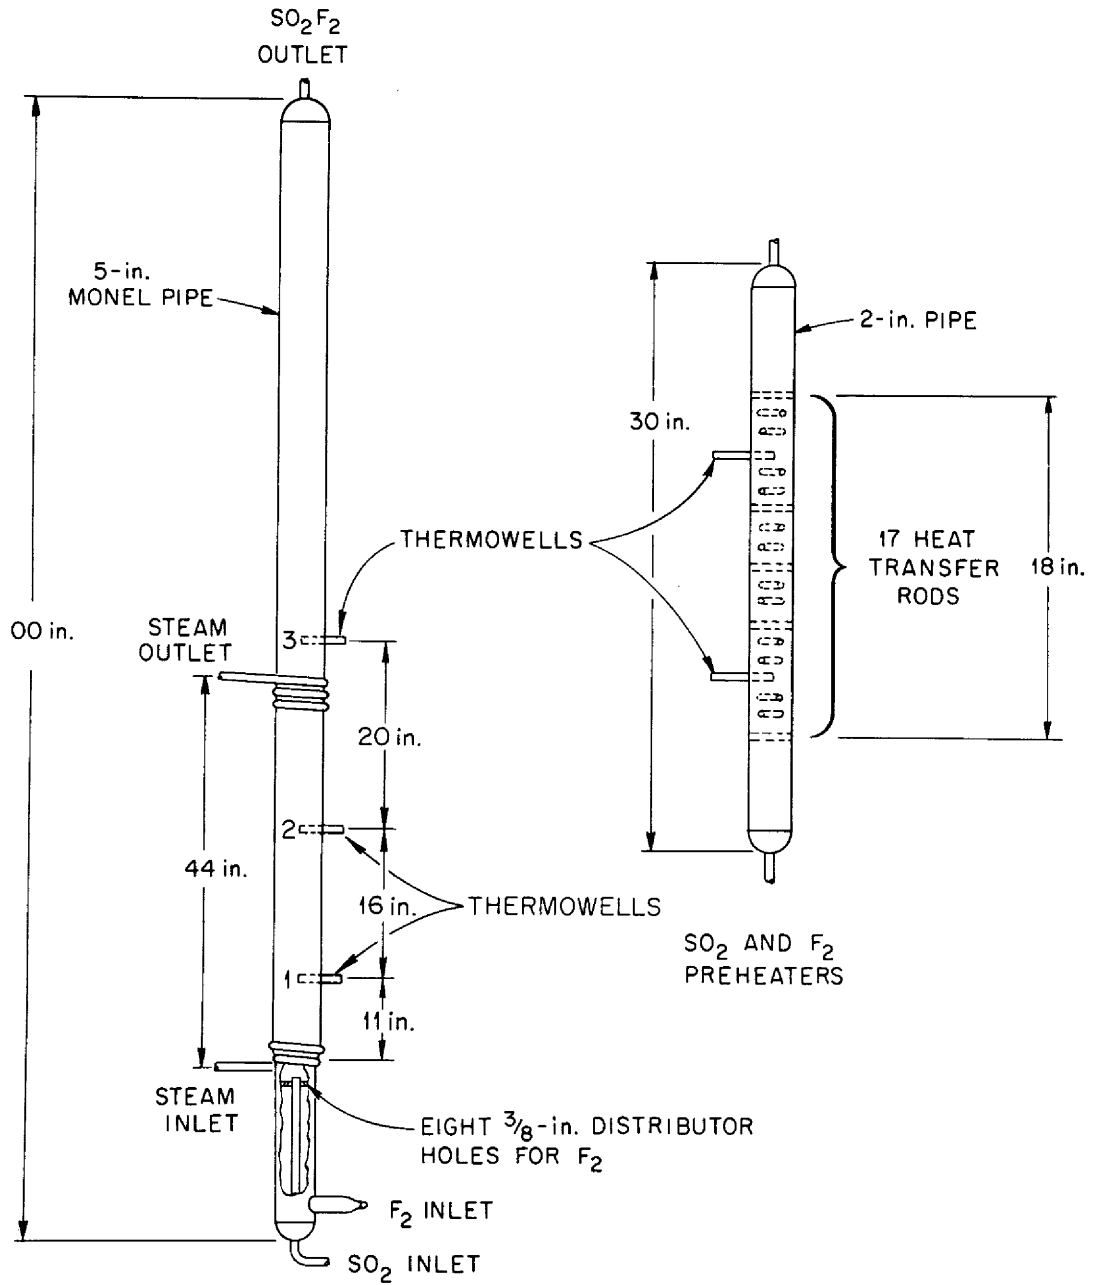 SO₂F₂
OUTLET
5-in.
MONEL PIPE
2-in. PIPE
30 in.
THERMOWELLS
17 HEAT
TRANSFER
RODS
18 in.
00 in.
STEAM
OUTLET
3
20 in.
2
44 in.
16 in.
THERMOWELLS
SO₂ AND F₂
PREHEATERS
1
11 in.
STEAM
INLET
EIGHT 3/8-in. DISTRIBUTOR
HOLES FOR F₂
F₂ INLET
SO₂ INLET